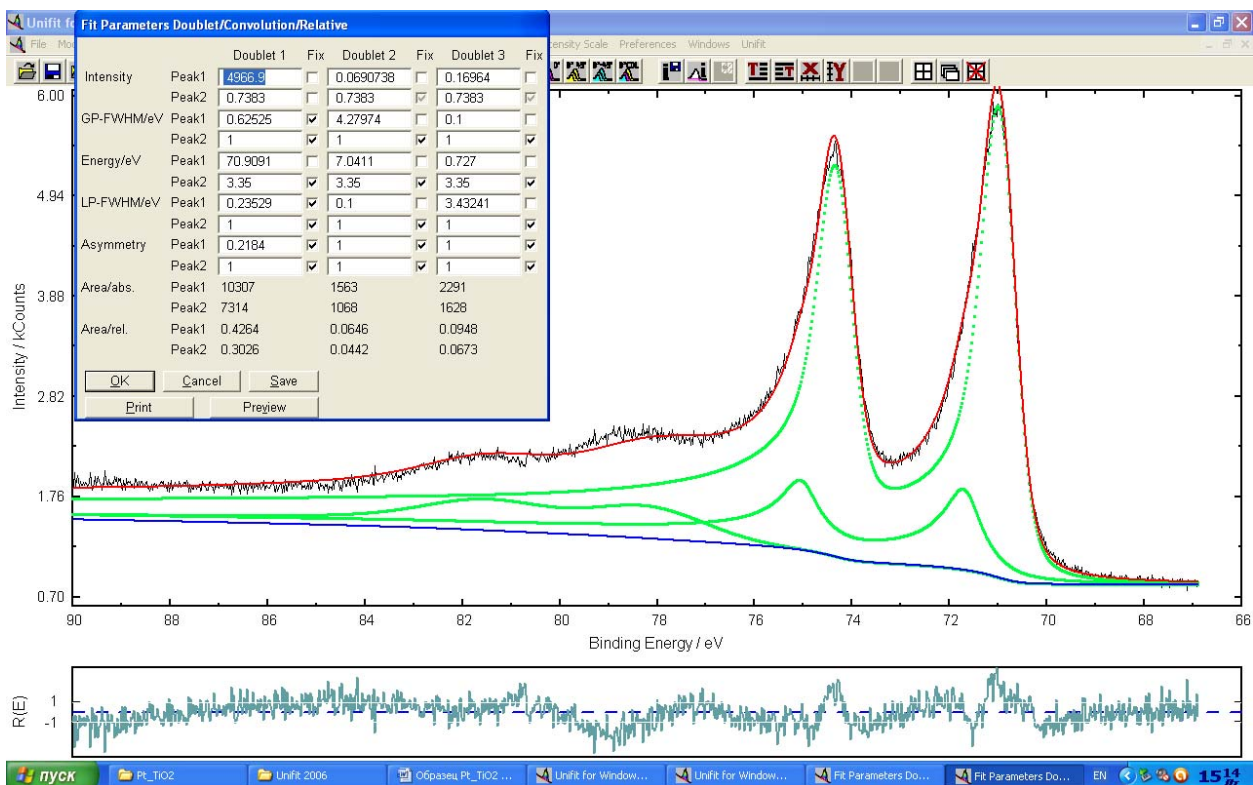 Unifit fo
Fit Parameters Doublet/Convolution/Relative
File Mo
ensity Scale Preferences Windows Unifit
Doublet 1 Fix Doublet 2 Fix Doublet 3 Fix
Intensity Peak1 4966.9 0.0690738 0.16964
Peak2 0.7383 0.7383 0.7383
GP-FWHM/eV Peak1 0.62525 4.27974 0.1
Peak2 1 1 1
Energy/eV Peak1 70.9091 7.0411 0.727
Peak2 3.35 3.35 3.35
LP-FWHM/eV Peak1 0.23529 0.1 3.43241
Peak2 1 1 1
Asymmetry Peak1 0.2184 1 1
Peak2 1 1 1
Area/abs. Peak1 10307 1563 2291
Peak2 7314 1068 1628
Area/rel. Peak1 0.4264 0.0646 0.0948
Peak2 0.3026 0.0442 0.0673
OK Cancel Save
Print Preview
Intensity / kCounts
6.00
4.94
3.88
2.82
1.76
0.70
90 88 86 84 82 80 78 76 74 72 70 68 66
Binding Energy / eV
R(E)
1
-1
пуск Pt_TiO2 Unifit 2006 Образец Pt_TiO2 ... Unifit for Window... Unifit for Window... Fit Parameters Do... Fit Parameters Do... EN 15 14